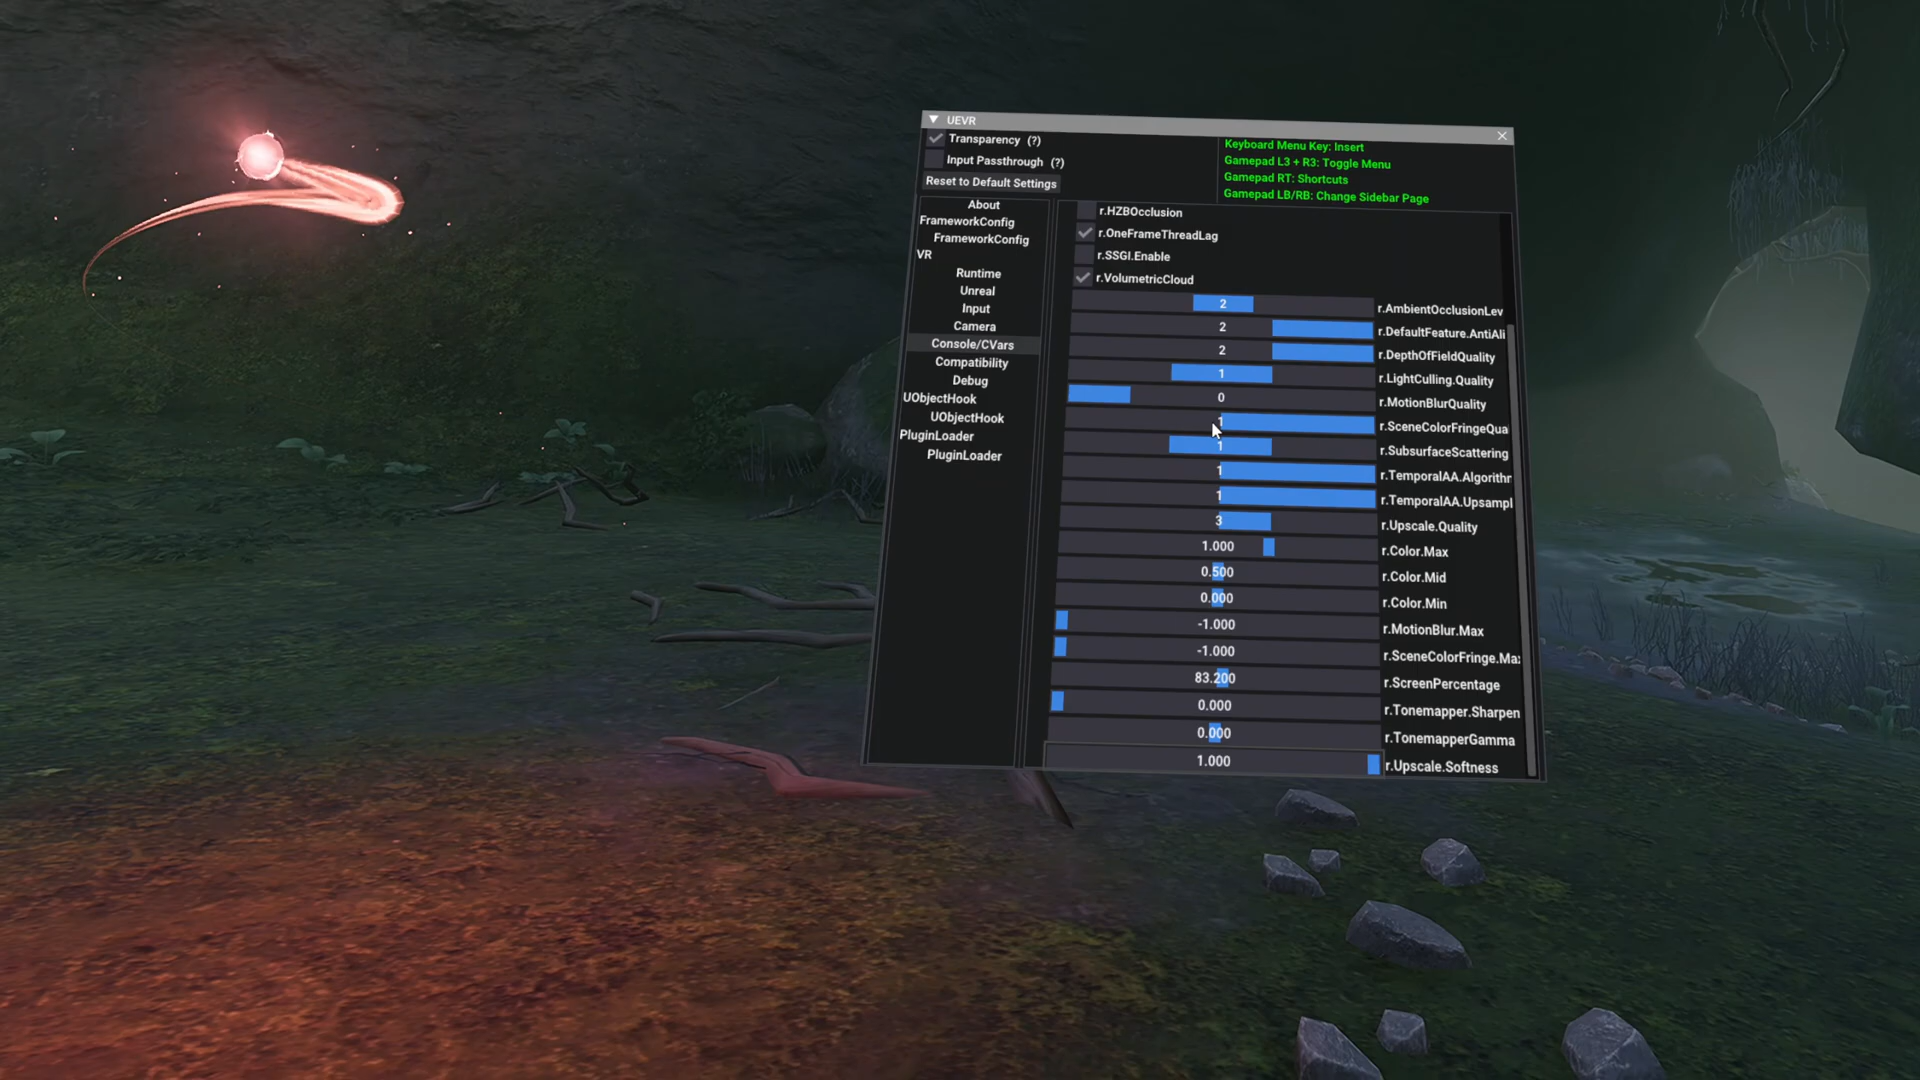 UEVR
Transparency (?)
Input Passthrough (?)
Reset to Default Settings
Keyboard Menu Key: Insert
Gamepad L3 + R3: Toggle Menu
Gamepad RT: Shortcuts
Gamepad LB/RB: Change Sidebar Page
About
FrameworkConfig
FrameworkConfig
VR
Runtime
Unreal
Input
Camera
Console/CVars
Compatibility
Debug
UObjectHook
UObjectHook
PluginLoader
PluginLoader
r.HZBOcclusion
r.OneFrameThreadLag
r.SSGI.Enable
r.VolumetricCloud
2 r.AmbientOcclusionLev
2 r.DefaultFeature.AntiAli
2 r.DepthOfFieldQuality
1 r.LightCulling.Quality
0 r.MotionBlurQuality
1 r.SceneColorFringeQua
1 r.SubsurfaceScattering
1 r.TemporalAA.Algorithm
1 r.TemporalAA.Upsampl
3 r.Upscale.Quality
1.000 r.Color.Max
0.500 r.Color.Mid
0.000 r.Color.Min
-1.000 r.MotionBlur.Max
-1.000 r.SceneColorFringe.Max
83.200 r.ScreenPercentage
0.000 r.Tonemapper.Sharpen
0.000 r.TonemapperGamma
1.000 r.Upscale.Softness